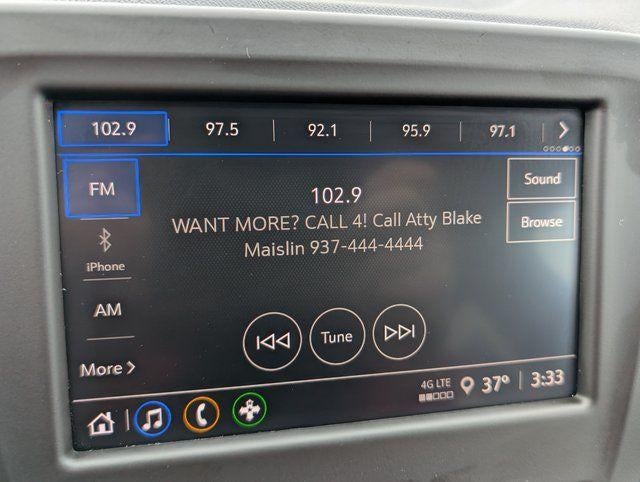 102.9 97.5 92.1 95.9 97.1
FM
Sound
102.9
WANT MORE? CALL 4! Call Atty Blake
Maislin 937-444-4444
Browse
iPhone
AM
Tune
More
4G LTE
37° 3:33